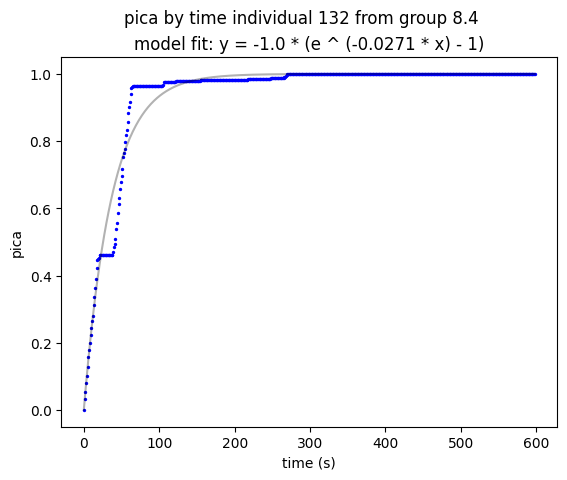 pica by time individual 132 from group 8.4
model fit: y = -1.0 * (e ^ (-0.0271 * x) - 1)
1.0
0.8
0.6
0.4
0.2
0.0
pica
0 100 200 300 400 500 600
time (s)